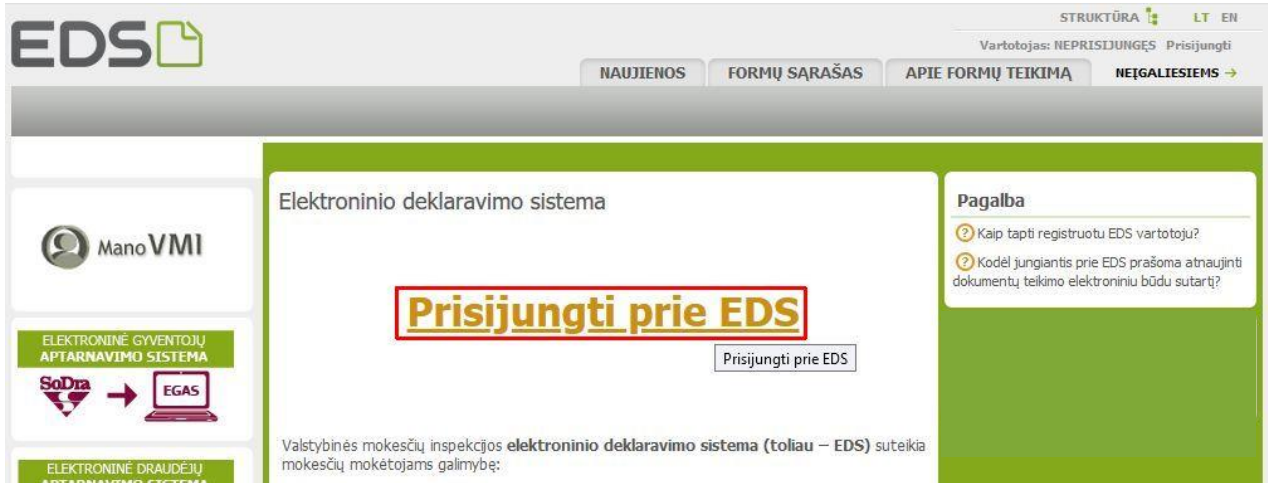 EDS
STRUKTŪRA LT EN
Vartotojas: NEPRISIJUNGĘS Prisijungti
NAUJIENOS FORMŲ SĄRAŠAS APIE FORMŲ TEIKIMĄ NEĮGALIESIEMS →
Mano VMI
ELEKTRONINĖ GYVENTOJŲ
APTARNAVIMO SISTEMA
SoDra EGAS
ELEKTRONINĖ DRAUDĖJŲ
APTARNAVIMO SISTEMA
Elektroninio deklaravimo sistema
Prisijungti prie EDS
Prisijungti prie EDS
Valstybinės mokesčių inspekcijos elektroninio deklaravimo sistema (toliau – EDS) suteikia
mokesčių mokėtojams galimybę:
Pagalba
Kaip tapti registruotu EDS vartotoju?
Kodėl jungiantis prie EDS prašoma atnaujinti
dokumentų teikimo elektroniniu būdu sutartį?